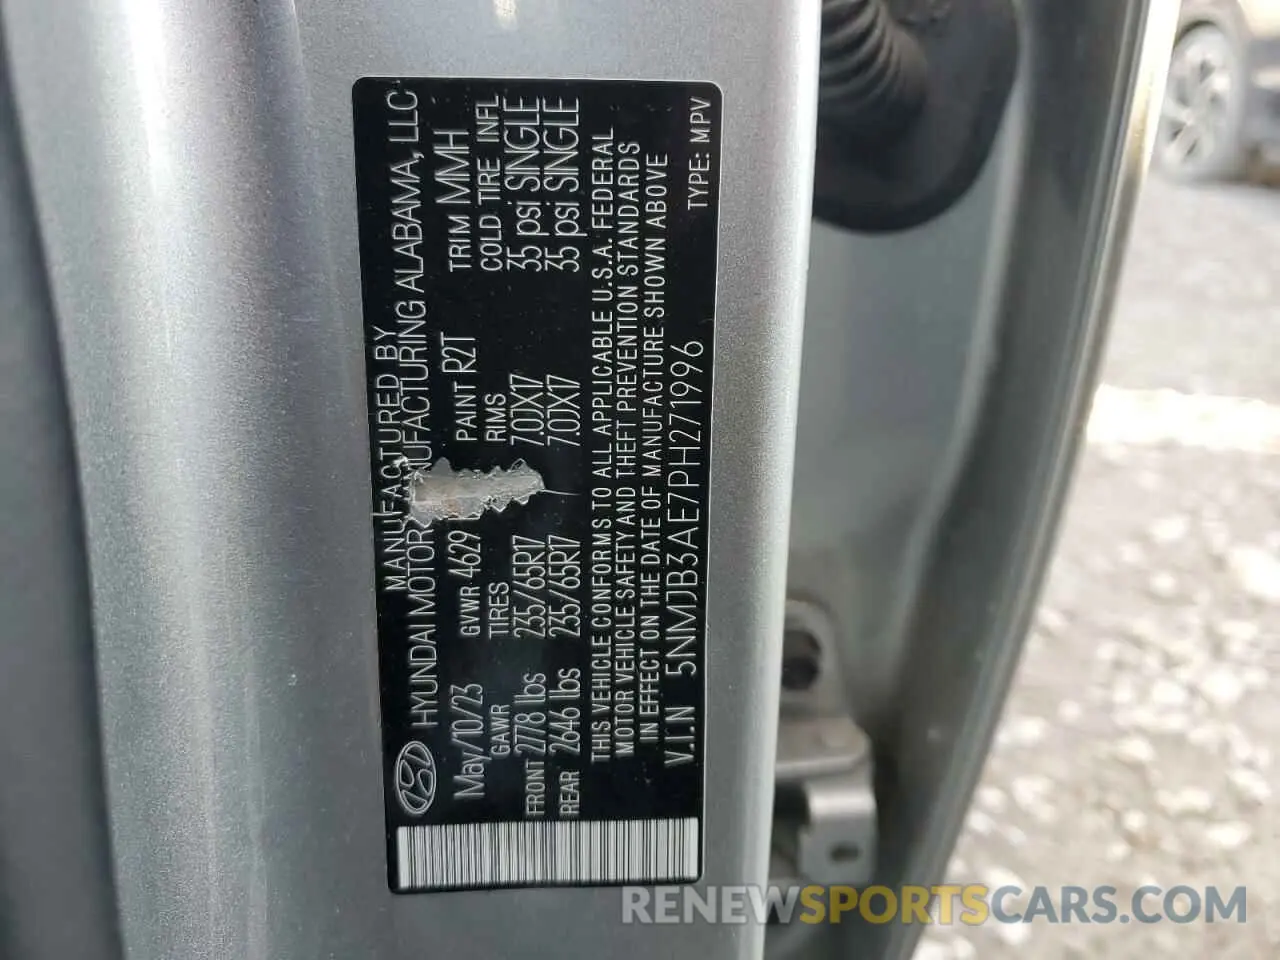 MANUFACTURED BY
HYUNDAI MOTOR MANUFACTURING ALABAMA, LLC
May/10/23 GVWR 4629 PAINT R2T TRIM MMH
GAWR TIRES RIMS COLD TIRE INFL
FRONT 2778 lbs 235/65R17 7.0JX17 35 psi SINGLE
REAR 2646 lbs 235/65R17 7.0JX17 35 psi SINGLE
THIS VEHICLE CONFORMS TO ALL APPLICABLE U.S.A. FEDERAL
MOTOR VEHICLE SAFETY AND THEFT PREVENTION STANDARDS
IN EFFECT ON THE DATE OF MANUFACTURE SHOWN ABOVE
V.I.N 5NMJB3AE7PH271996 TYPE: MPV
RENEWSPORTSCARS.COM